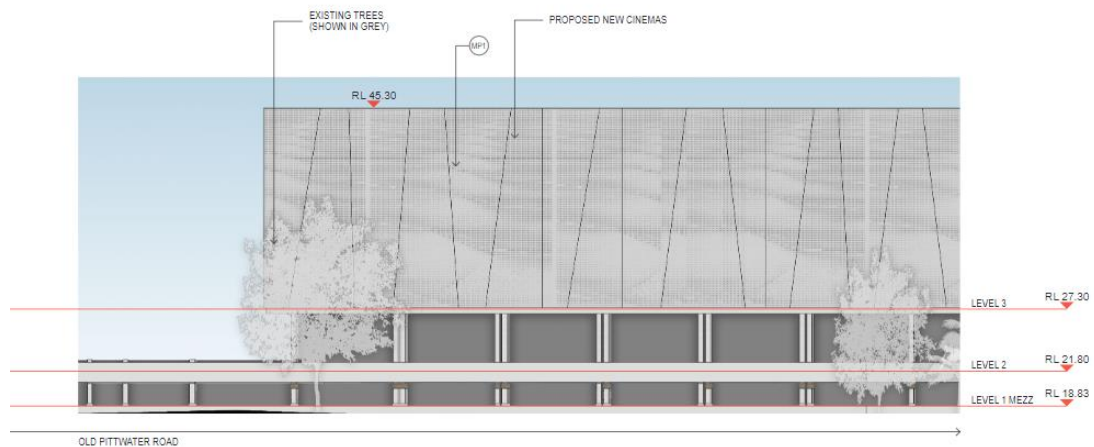 EXISTING TREES
(SHOWN IN GREY)
PROPOSED NEW CINEMAS
MP1
RL 45.30
LEVEL 3
RL 27.30
LEVEL 2
RL 21.80
LEVEL 1 MEZZ
RL 18.83
OLD PITTWATER ROAD